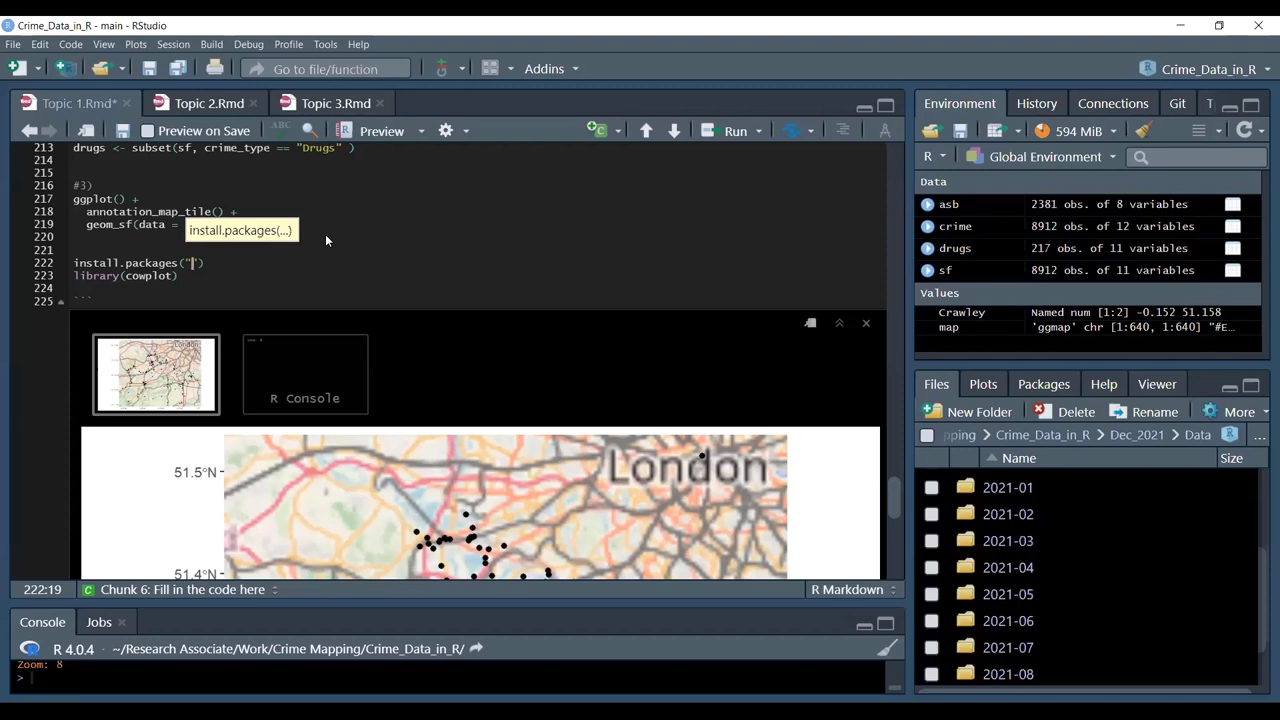 Crime_Data_in_R - main - RStudio
File Edit Code View Plots Session Build Debug Profile Tools Help
Go to file/function Addins Crime_Data_in_R
Topic 1.Rmd* Topic 2.Rmd Topic 3.Rmd
ABC Preview on Save Preview Run
213 drugs <- subset(sf, crime_type == "Drugs" )
214
215
216 #3)
217 ggplot() +
218 annotation_map_tile() +
219 geom_sf(data =
install.packages(...)
220
221
222 install.packages("")
223 library(cowplot)
224
225 ```
R Console
London
London
51.5°N
51.4°N
222:19 Chunk 6: Fill in the code here R Markdown
Console Jobs
R 4.0.4 · ~/Research Associate/Work/Crime Mapping/Crime_Data_in_R/
Zoom: 8
>
Environment History Connections Git T
594 MiB
R Global Environment
Data
asb 2381 obs. of 8 variables
crime 8912 obs. of 12 variables
drugs 217 obs. of 11 variables
sf 8912 obs. of 11 variables
Values
Crawley Named num [1:2] -0.152 51.158
map 'ggmap' chr [1:640, 1:640] "#E…
Files Plots Packages Help Viewer
New Folder Delete Rename More
pping Crime_Data_in_R Dec_2021 Data ...
Name Size
2021-01
2021-02
2021-03
2021-04
2021-05
2021-06
2021-07
2021-08